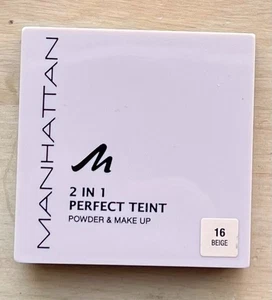 MANHATTAN
M
2 IN 1
PERFECT TEINT
POWDER & MAKE UP
16
BEIGE